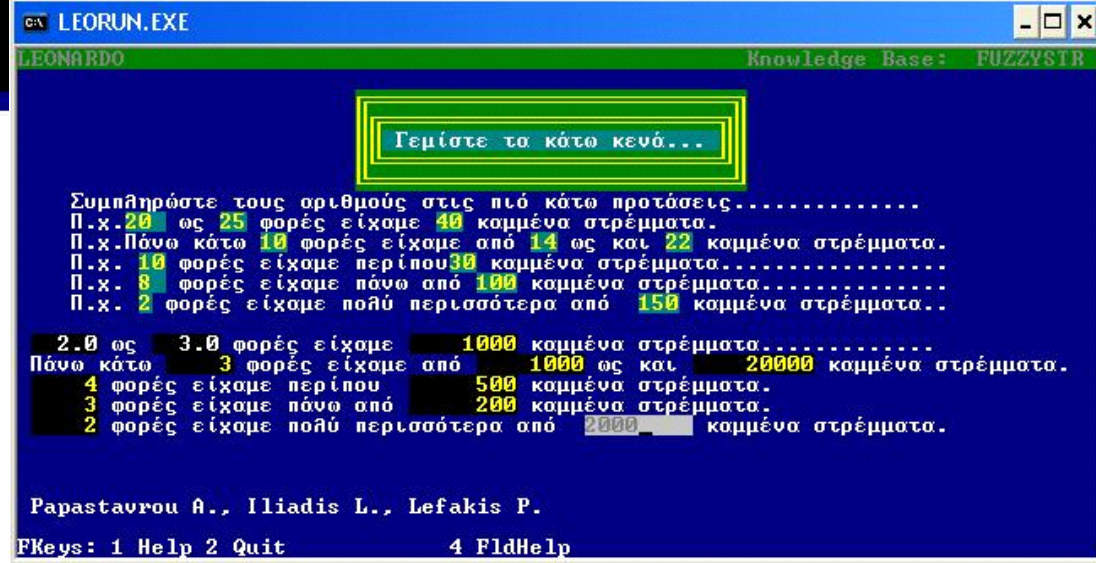 C:\ LEORUN.EXE
LEONARDO Knowledge Base: FUZZYSTR
Γεμίστε τα κάτω κενά...
Συμπληρώστε τους αριθμούς στις πιό κάτω προτάσεις..............
Π.χ.20 ως 25 φορές είχαμε 40 καμμένα στρέμματα.
Π.χ.Πάνω κάτω 10 φορές είχαμε από 14 ως και 22 καμμένα στρέμματα.
Π.χ. 10 φορές είχαμε περίπου30 καμμένα στρέμματα.................
Π.χ. 8 φορές είχαμε πάνω από 100 καμμένα στρέμματα..............
Π.χ. 2 φορές είχαμε πολύ περισσότερα από 150 καμμένα στρέμματα..
2.0 ως 3.0 φορές είχαμε 1000 καμμένα στρέμματα.............
Πάνω κάτω 3 φορές είχαμε από 1000 ως και 20000 καμμένα στρέμματα.
4 φορές είχαμε περίπου 500 καμμένα στρέμματα.
3 φορές είχαμε πάνω από 200 καμμένα στρέμματα.
2 φορές είχαμε πολύ περισσότερα από 2000_ καμμένα στρέμματα.
Papastavrou A., Iliadis L., Lefakis P.
FKeys: 1 Help 2 Quit 4 FldHelp